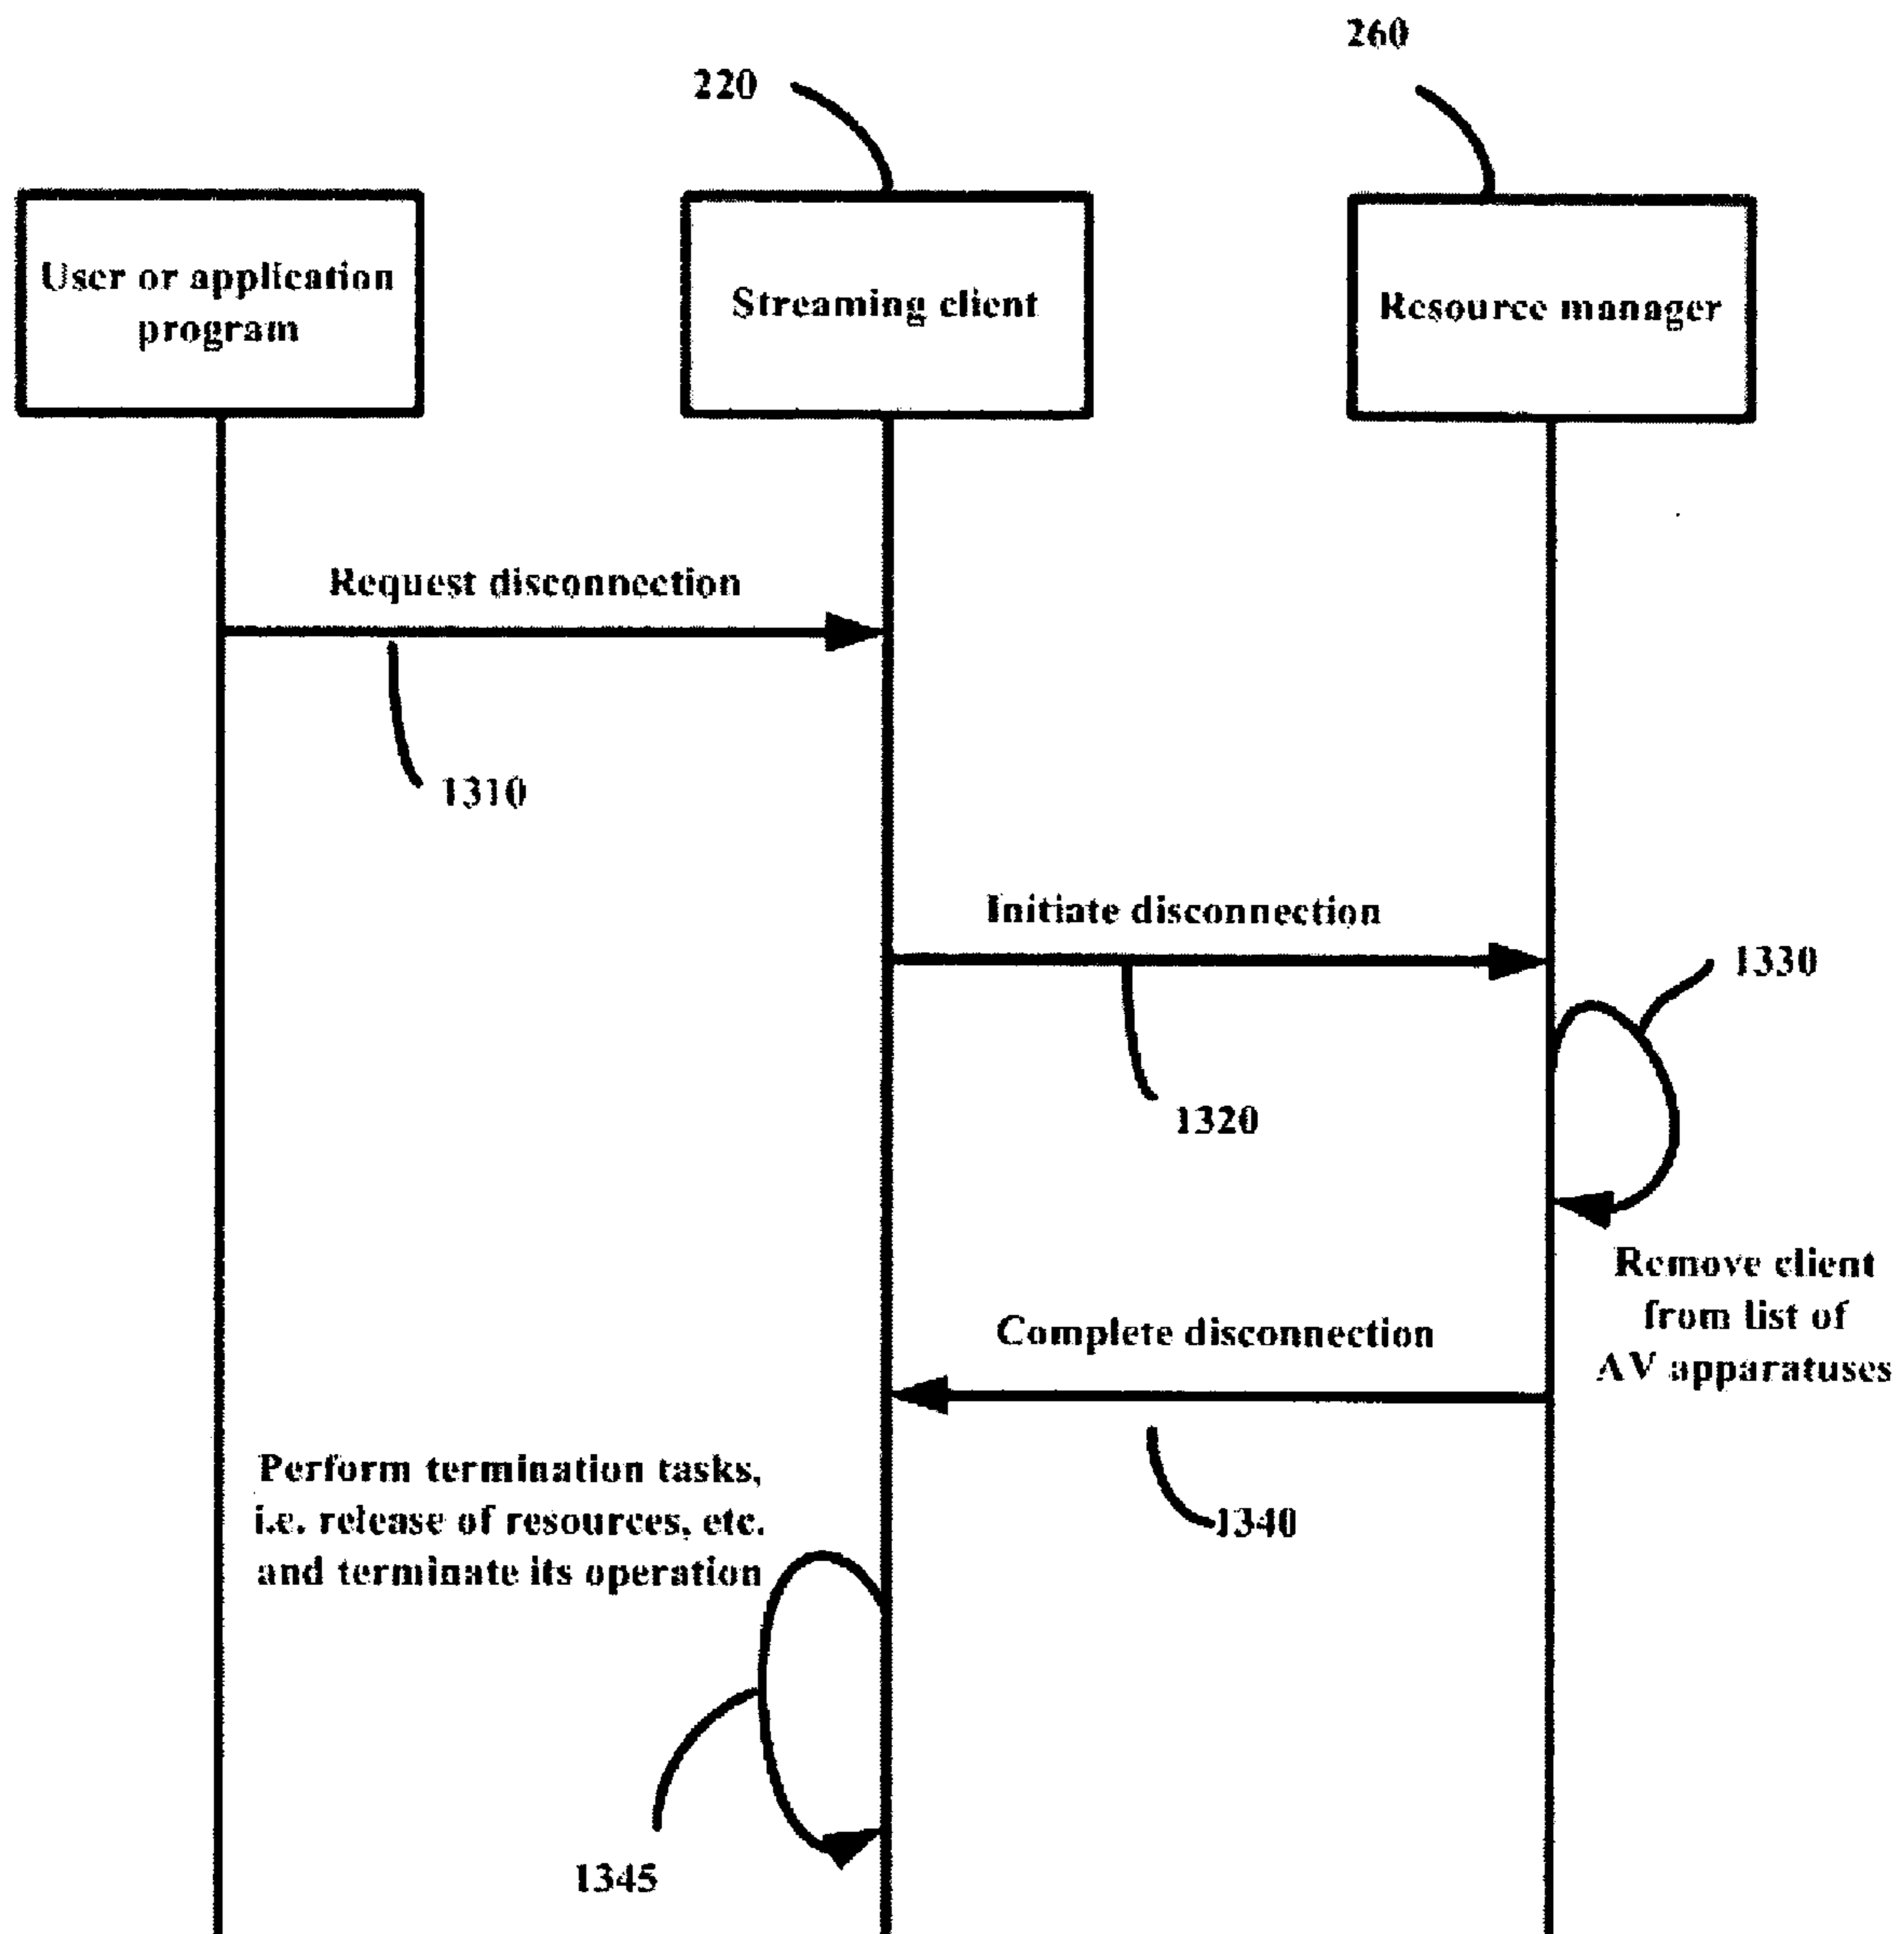 260
220
User or application
program
Streaming client
Resource manager
Request disconnection
1310
Initiate disconnection
1330
1320
Remove client
from list of
AV apparatuses
Complete disconnection
Perform termination tasks,
i.e. release of resources, etc.
and terminate its operation
1340
1345